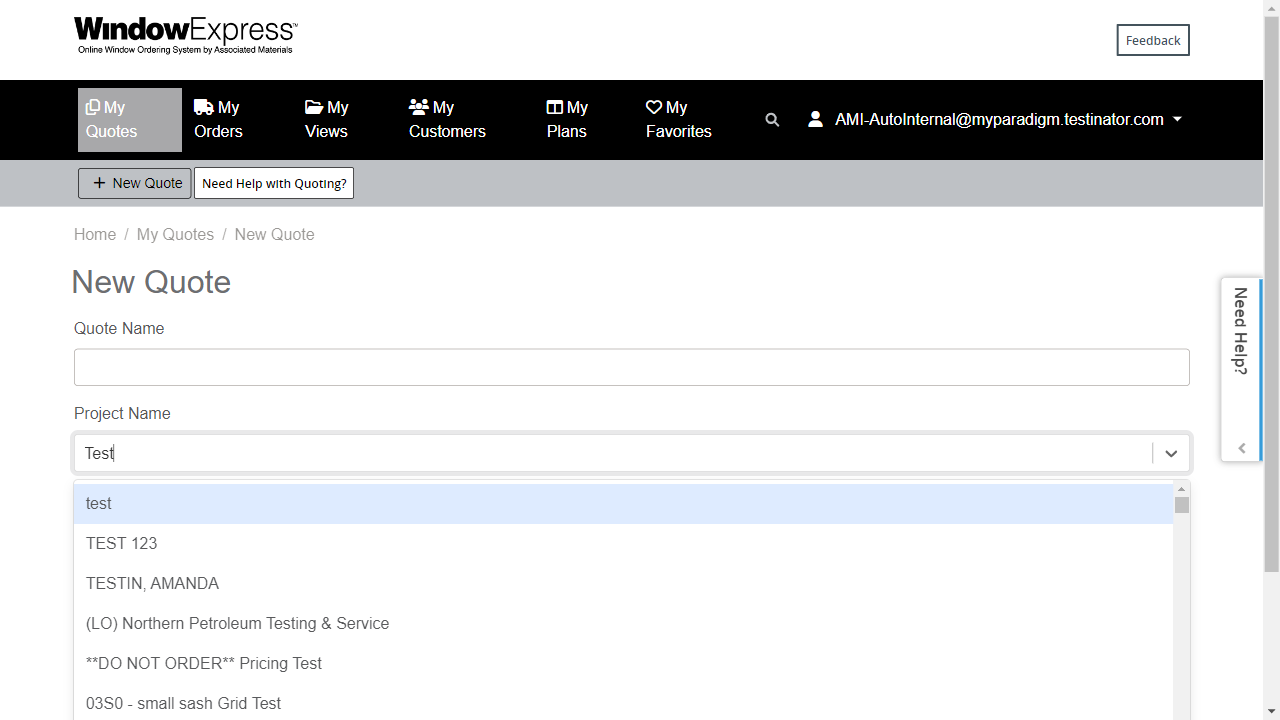 WindowExpress™
Online Window Ordering System by Associated Materials
Feedback
My Quotes
My Orders
My Views
My Customers
My Plans
My Favorites
AMI-AutoInternal@myparadigm.testinator.com
New Quote
Need Help with Quoting?
Home / My Quotes / New Quote
New Quote
Quote Name
Project Name
Test
test
TEST 123
TESTIN, AMANDA
(LO) Northern Petroleum Testing & Service
**DO NOT ORDER** Pricing Test
03S0 - small sash Grid Test
Need Help?